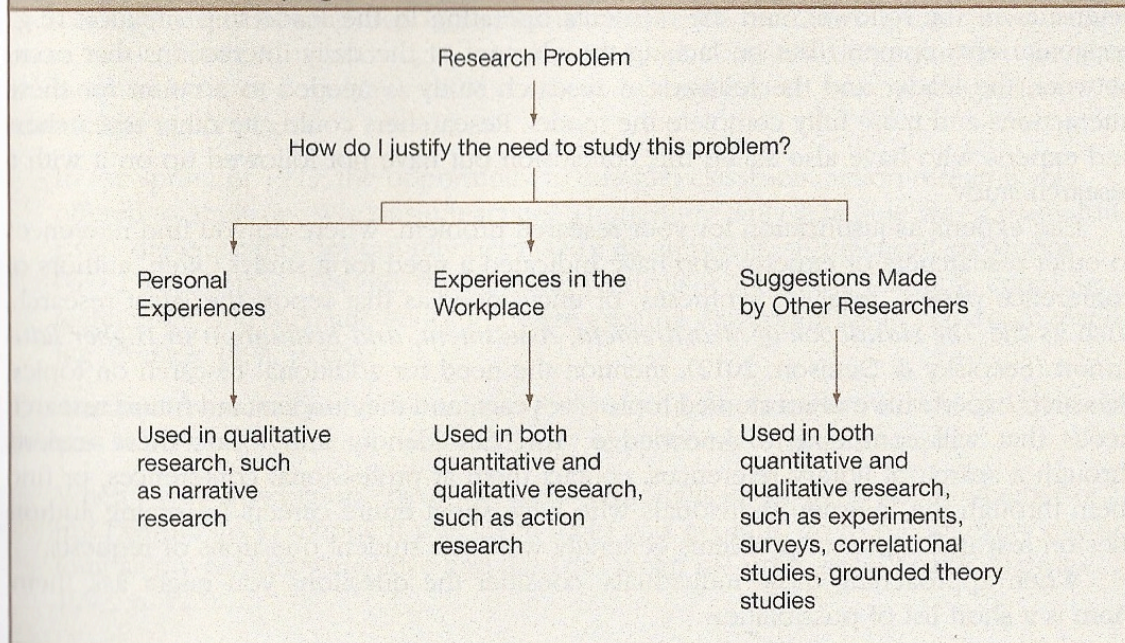 Research Problem
How do I justify the need to study this problem?
Personal
Experiences
Experiences in the
Workplace
Suggestions Made
by Other Researchers
Used in qualitative
research, such
as narrative
research
Used in both
quantitative and
qualitative research,
such as action
research
Used in both
quantitative and
qualitative research,
such as experiments,
surveys, correlational
studies, grounded theory
studies